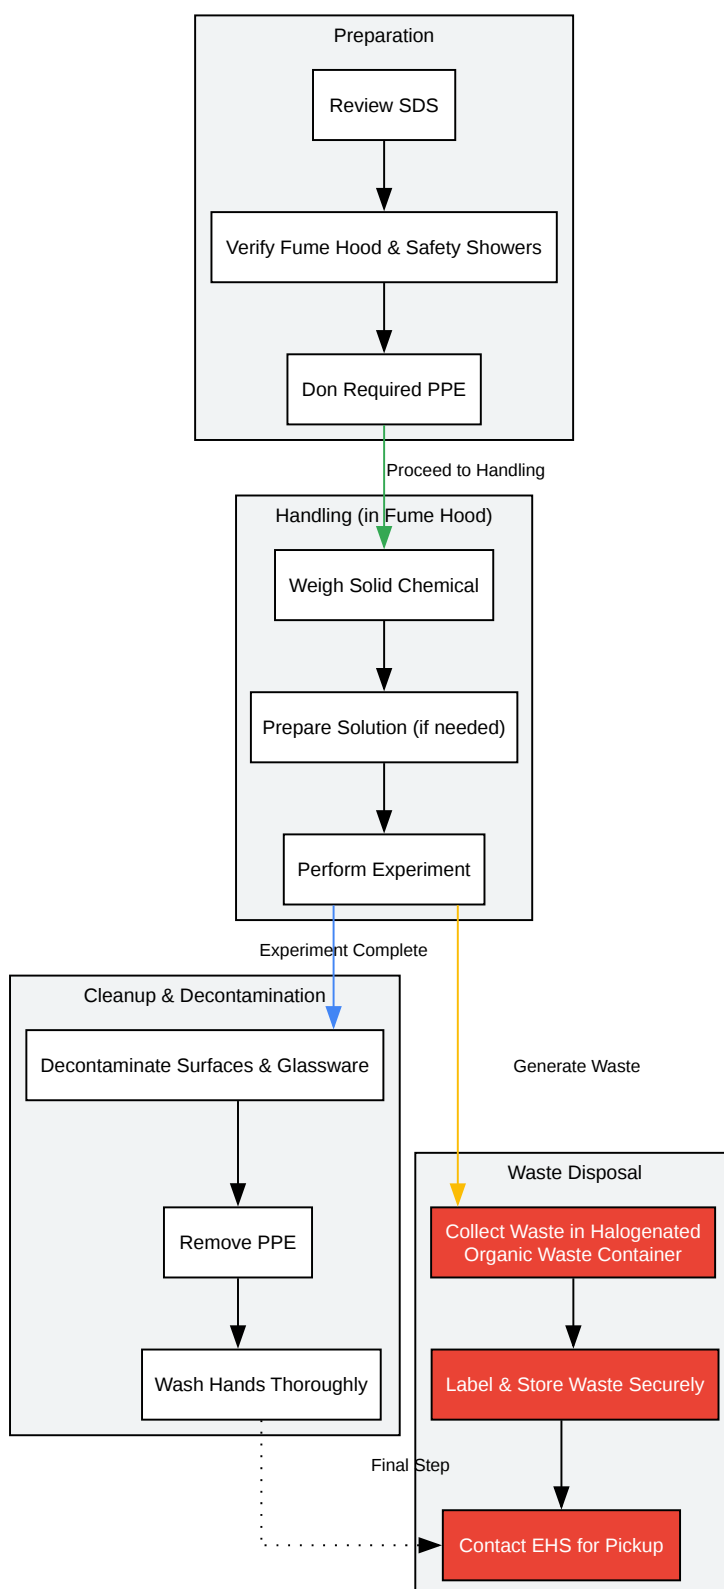 Preparation
Review SDS
Verify Fume Hood & Safety Showers
Don Required PPE
Proceed to Handling
Handling (in Fume Hood)
Weigh Solid Chemical
Prepare Solution (if needed)
Perform Experiment
Experiment Complete
Cleanup & Decontamination
Decontaminate Surfaces & Glassware
Remove PPE
Wash Hands Thoroughly
Generate Waste
Waste Disposal
Collect Waste in Halogenated
Organic Waste Container
Label & Store Waste Securely
Final Step
Contact EHS for Pickup